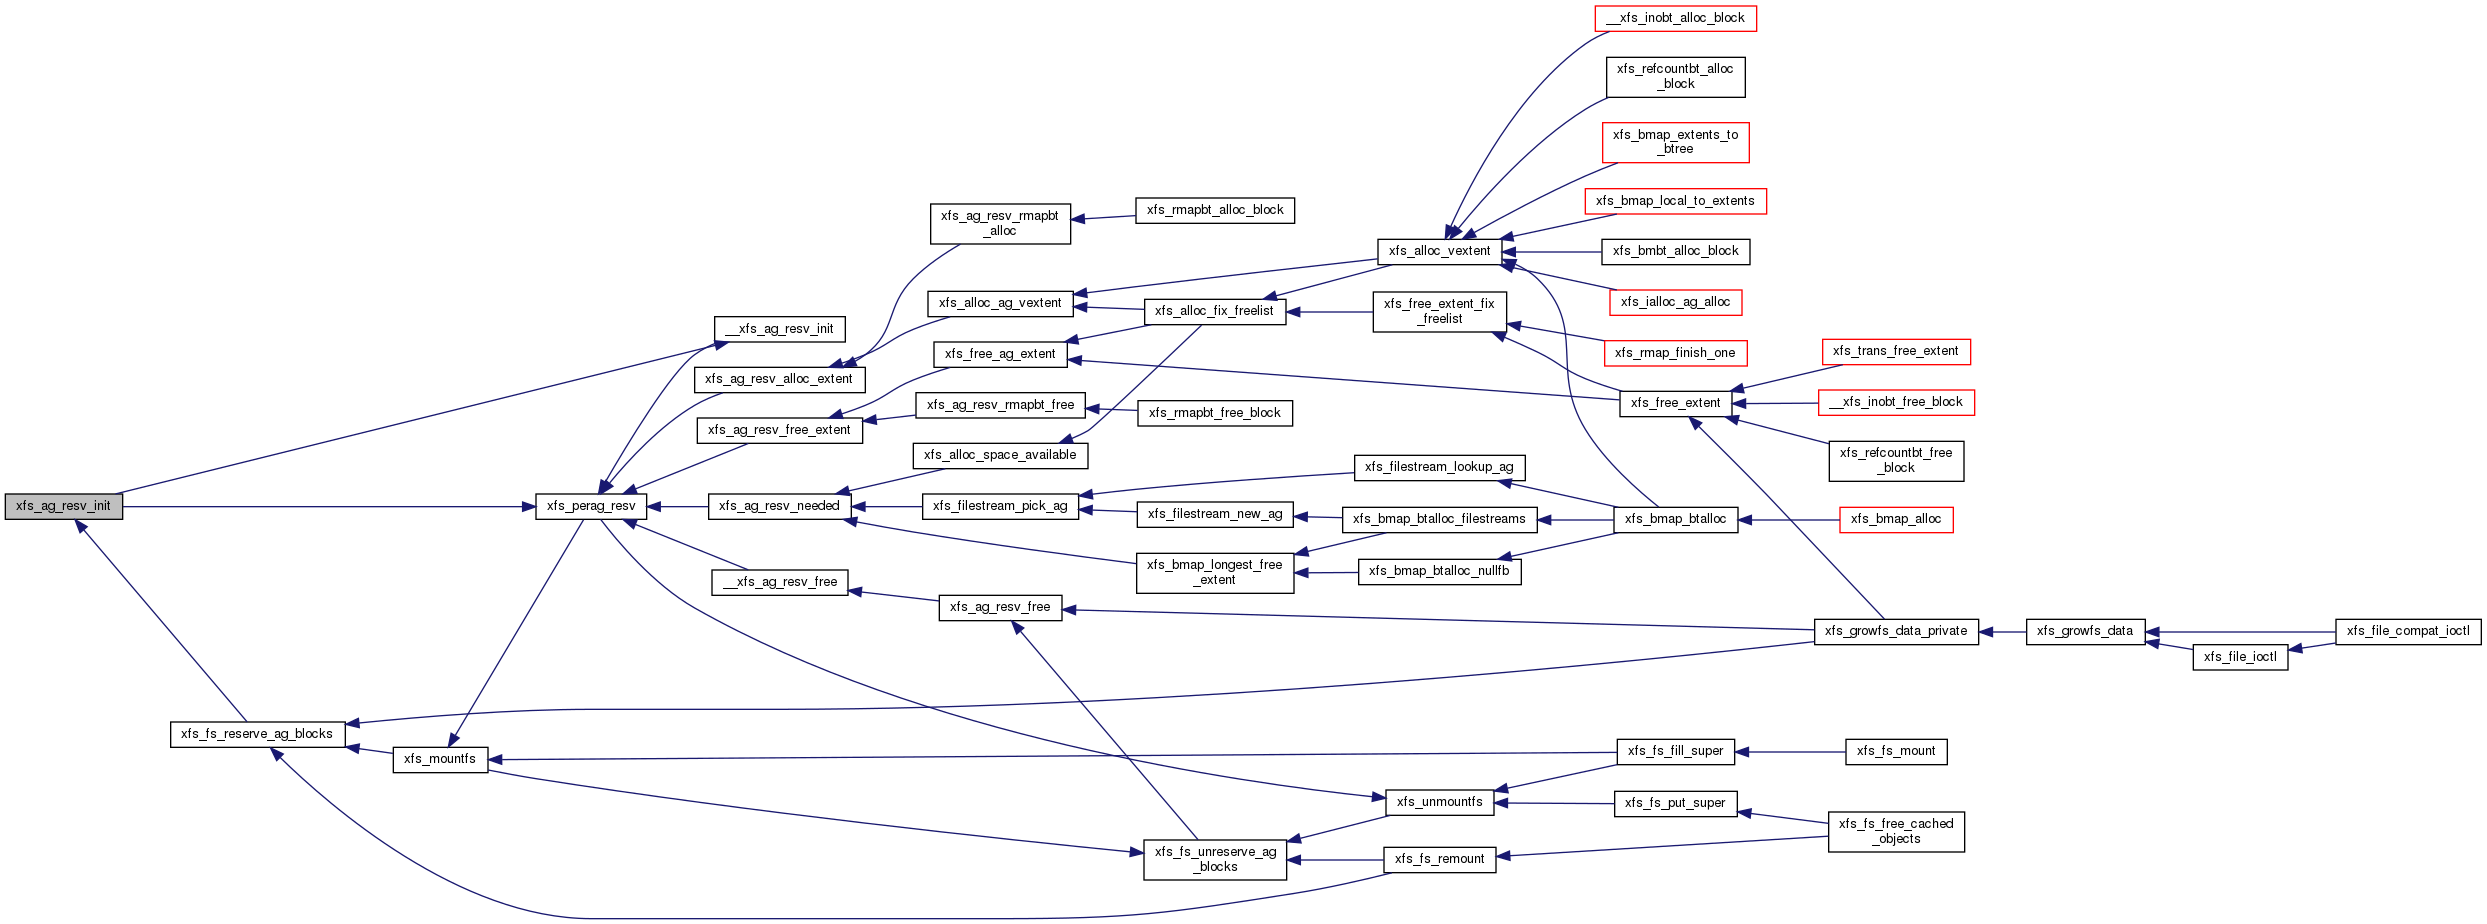 __xfs_inobt_alloc_block
xfs_refcountbt_alloc
_block
xfs_bmap_extents_to
_btree
xfs_bmap_local_to_extents
xfs_ag_resv_rmapbt
_alloc
xfs_rmapbt_alloc_block
xfs_alloc_vextent
xfs_bmbt_alloc_block
xfs_ialloc_ag_alloc
xfs_alloc_ag_vextent
xfs_alloc_fix_freelist
xfs_free_extent_fix
_freelist
__xfs_ag_resv_init
xfs_free_ag_extent
xfs_rmap_finish_one
xfs_trans_free_extent
xfs_ag_resv_alloc_extent
xfs_ag_resv_rmapbt_free
xfs_rmapbt_free_block
xfs_free_extent
__xfs_inobt_free_block
xfs_ag_resv_free_extent
xfs_alloc_space_available
xfs_filestream_lookup_ag
xfs_refcountbt_free
_block
xfs_ag_resv_init
xfs_perag_resv
xfs_ag_resv_needed
xfs_filestream_pick_ag
xfs_filestream_new_ag
xfs_bmap_btalloc_filestreams
xfs_bmap_btalloc
xfs_bmap_alloc
xfs_bmap_longest_free
_extent
xfs_bmap_btalloc_nullfb
__xfs_ag_resv_free
xfs_ag_resv_free
xfs_growfs_data_private
xfs_growfs_data
xfs_file_compat_ioctl
xfs_file_ioctl
xfs_fs_reserve_ag_blocks
xfs_mountfs
xfs_fs_fill_super
xfs_fs_mount
xfs_unmountfs
xfs_fs_put_super
xfs_fs_free_cached
_objects
xfs_fs_unreserve_ag
_blocks
xfs_fs_remount